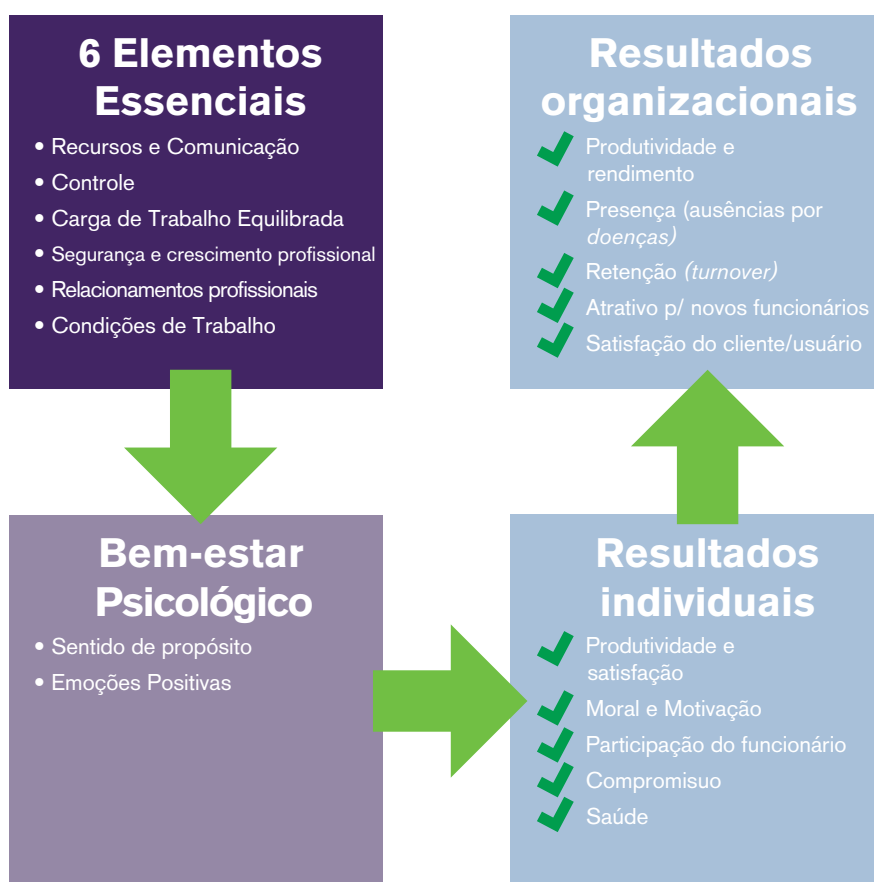 6 Elementos
Essenciais
• Recursos e Comunicação
• Controle
• Carga de Trabalho Equilibrada
• Segurança e crescimento profissional
• Relacionamentos profissionais
• Condições de Trabalho
Bem-estar
Psicológico
• Sentido de propósito
• Emoções Positivas
Resultados
individuais
Produtividade e
satisfação
Moral e Motivação
Participação do funcionário
Compromisuo
Saúde
Resultados
organizacionais
Produtividade e
rendimento
Presença (ausências por
doenças)
Retenção (turnover)
Atrativo p/ novos funcionários
Satisfação do cliente/usuário